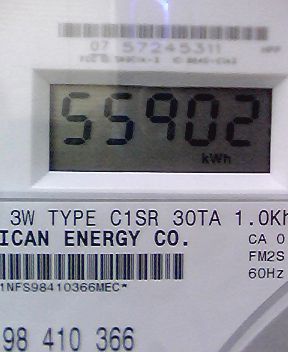 07 57245311
55902
kWh
3W TYPE C1SR 30TA 1.0Kh
ICAN ENERGY CO.
CA 0
FM2S
60Hz
1NFS98410366MEC*
98 410 366